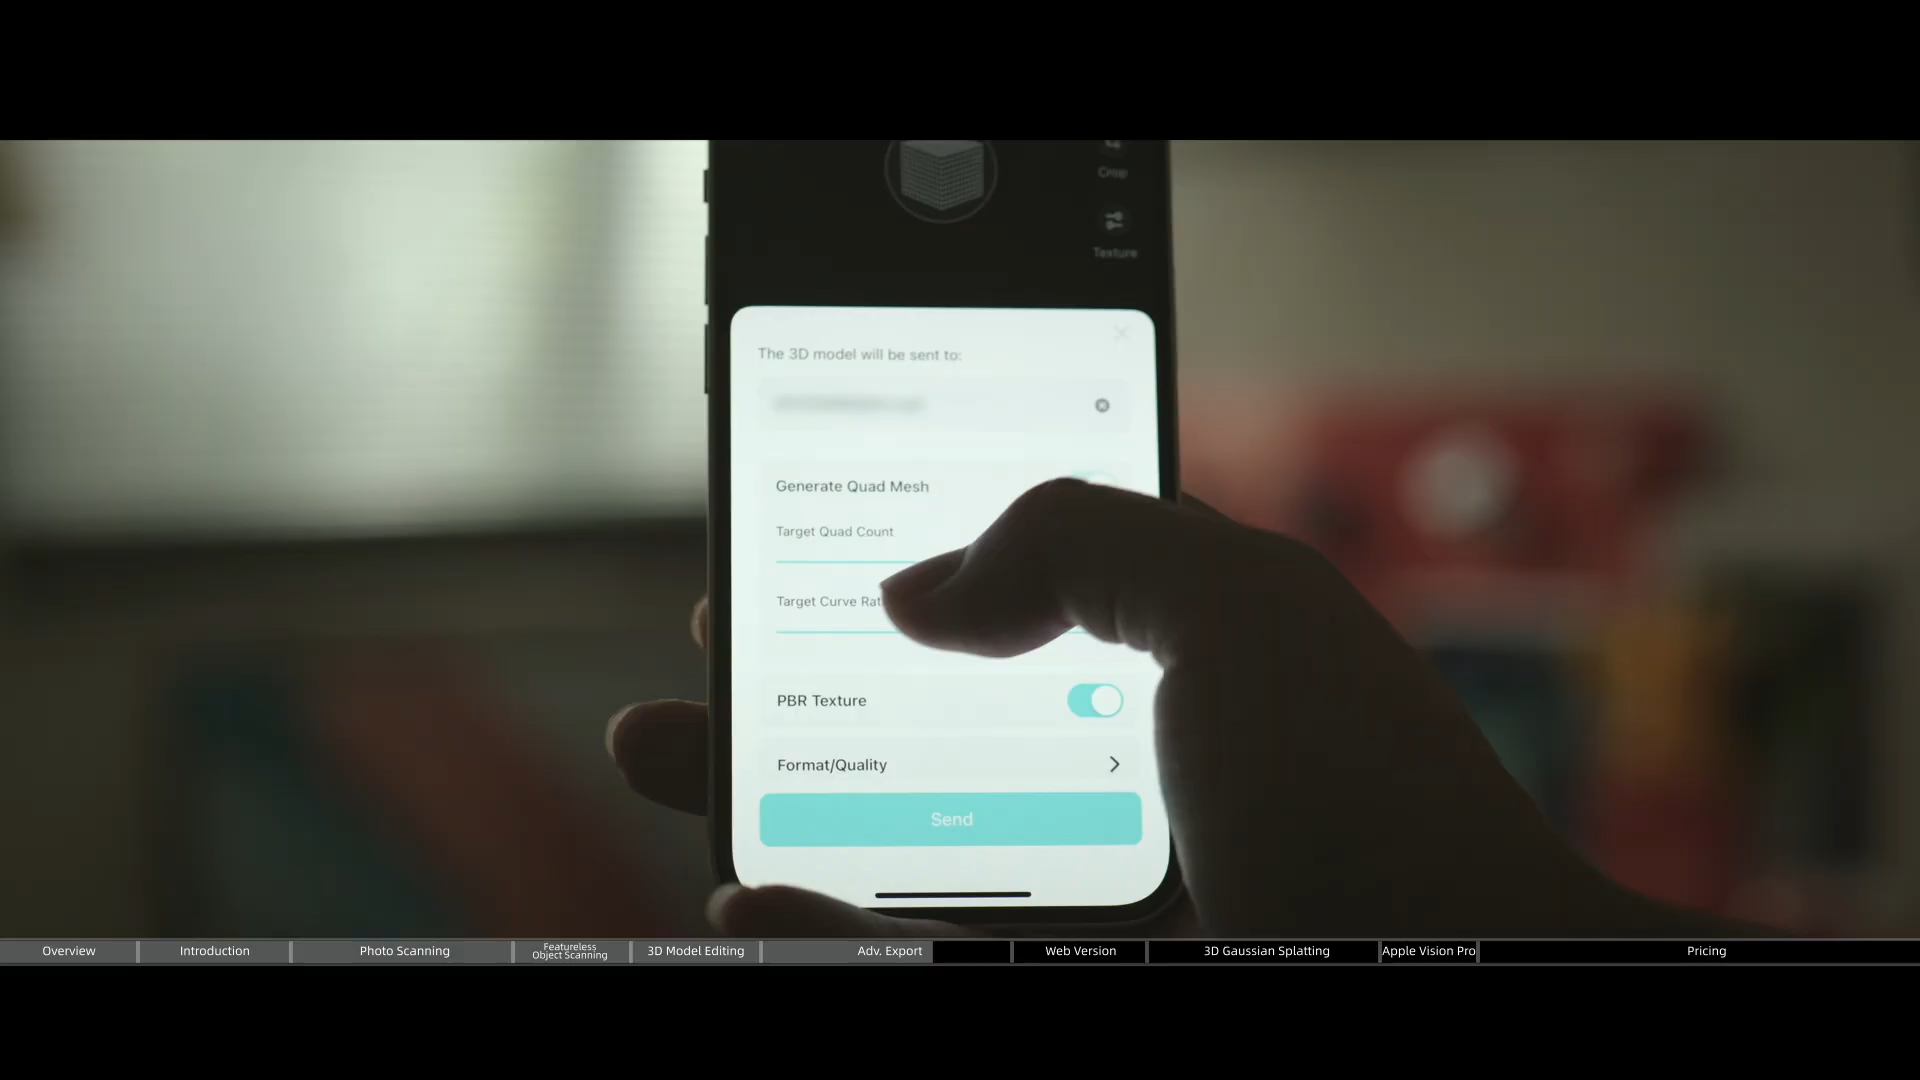 Crop
Texture
The 3D model will be sent to:
Generate Quad Mesh
Target Quad Count
Target Curve
PBR Texture
Format/Quality
Send
Overview
Introduction
Photo Scanning
Featureless
Object Scanning
3D Model Editing
Adv. Export
Web Version
3D Gaussian Splatting
Apple Vision Pro
Pricing